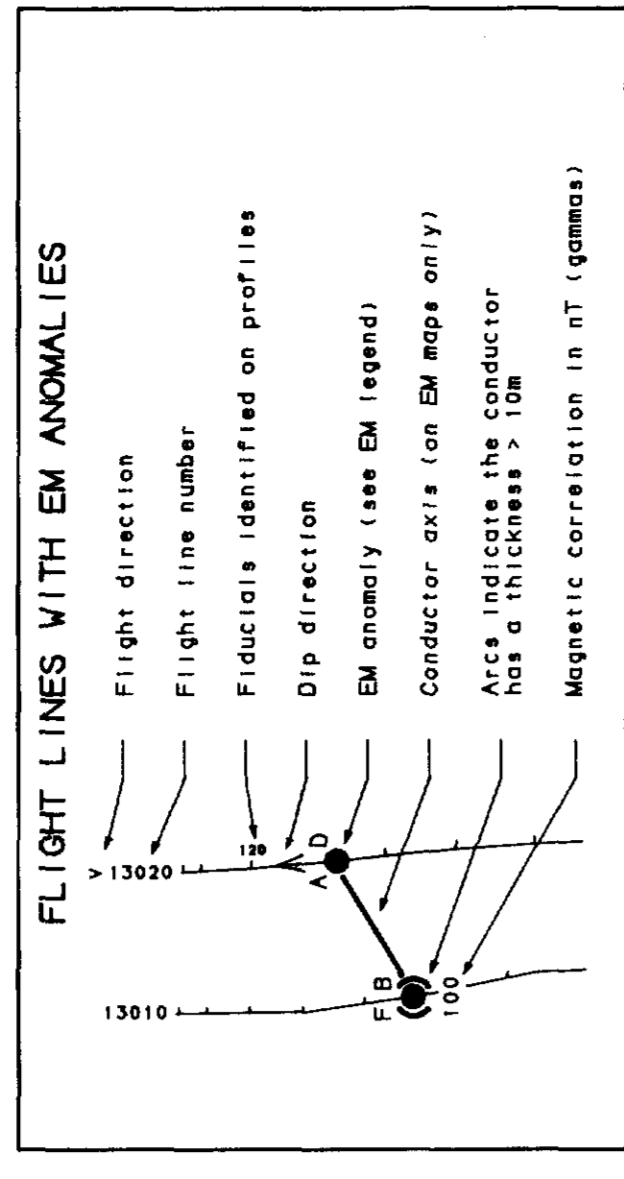 FLIGHT LINES WITH EM ANOMALIES
Flight direction
Flight line number
Fiducials identified on profiles
Dip direction
EM anomaly (see EM legend)
Conductor axis (on EM maps only)
Arcs indicate the conductor
has a thickness > 10m
Magnetic correlation in nT (gammas)
> 13020
120
A D
13010
F B
100